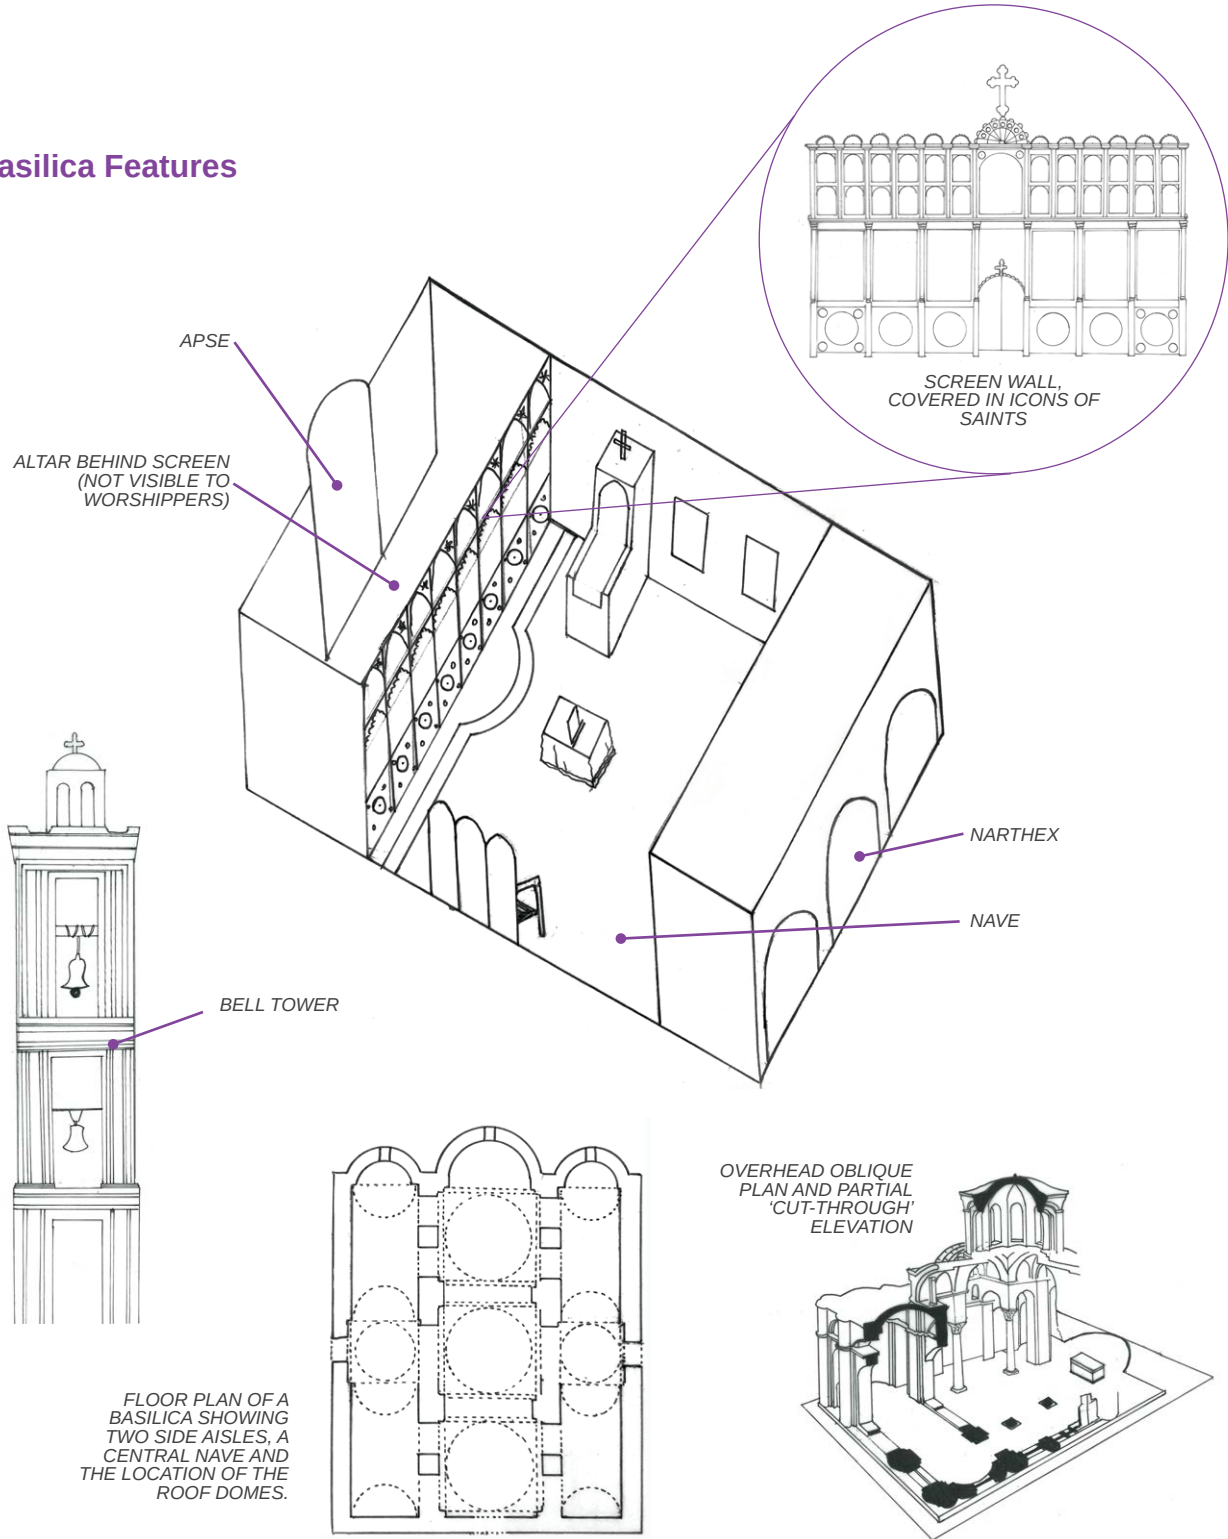 asilica Features
APSE
ALTAR BEHIND SCREEN
(NOT VISIBLE TO
WORSHIPPERS)
SCREEN WALL,
COVERED IN ICONS OF
SAINTS
NARTHEX
NAVE
BELL TOWER
OVERHEAD OBLIQUE
PLAN AND PARTIAL
'CUT-THROUGH'
ELEVATION
FLOOR PLAN OF A
BASILICA SHOWING
TWO SIDE AISLES, A
CENTRAL NAVE AND
THE LOCATION OF THE
ROOF DOMES.